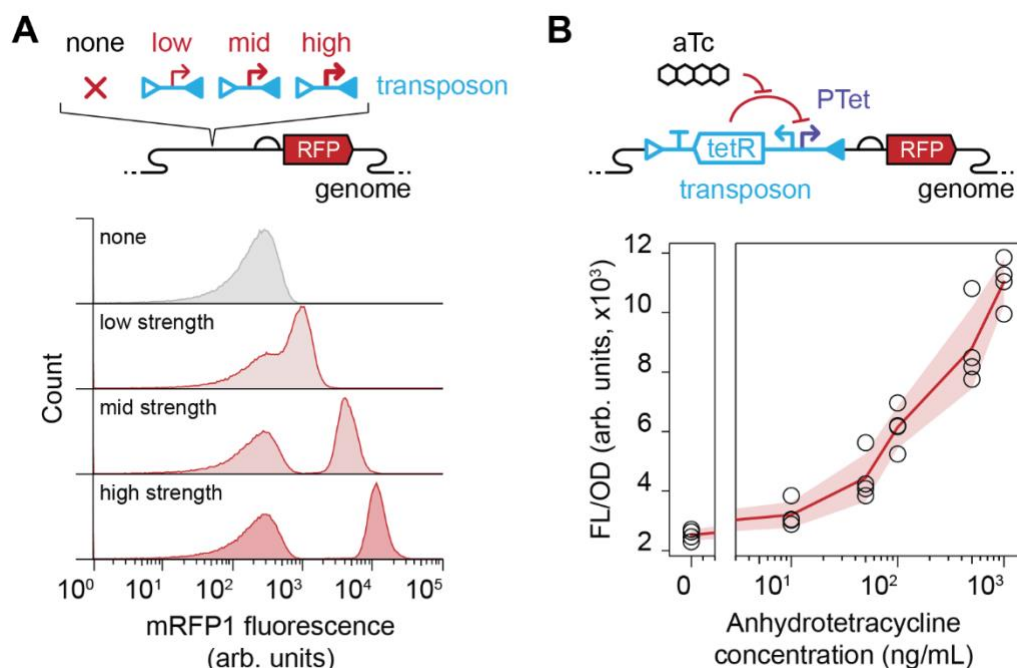 A
none low mid high
transposon
RFP
genome
none
low strength
mid strength
high strength
Count
10⁰ 10¹ 10² 10³ 10⁴ 10⁵
mRFP1 fluorescence
(arb. units)
B
aTc
PTet
tetR
RFP
transposon
genome
12
10
8
6
4
2
FL/OD (arb. units, x10³)
0 10¹ 10² 10³
Anhydrotetracycline
concentration (ng/mL)